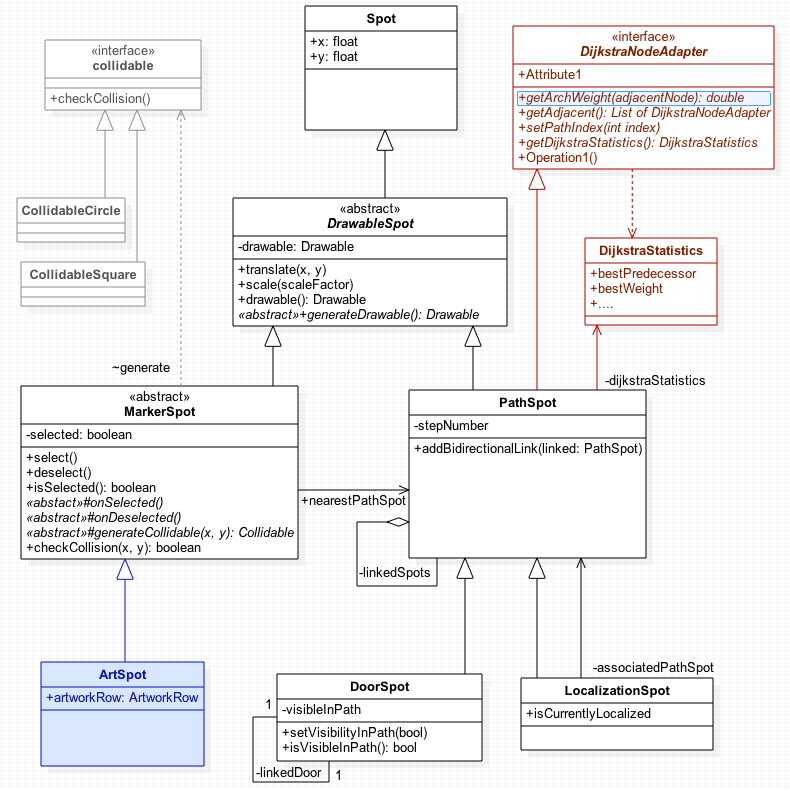 Spot
+x: float
+y: float
«interface»
collidable
+checkCollision()
«interface»
DijkstraNodeAdapter
+Attribute1
+getArchWeight(adjacentNode): double
+getAdjacent(): List of DijkstraNodeAdapter
+setPathIndex(int index)
+getDijkstraStatistics(): DijkstraStatistics
+Operation1()
CollidableCircle
CollidableSquare
«abstract»
DrawableSpot
-drawable: Drawable
+translate(x, y)
+scale(scaleFactor)
+drawable(): Drawable
«abstract»+generateDrawable(): Drawable
DijkstraStatistics
+bestPredecessor
+bestWeight
+....
~generate
-dijkstraStatistics
«abstract»
MarkerSpot
-selected: boolean
+select()
+deselect()
+isSelected(): boolean
«abstact»#onSelected()
«abstract»#onDeselected()
«abstract»#generateCollidable(x, y): Collidable
+checkCollision(x, y): boolean
PathSpot
-stepNumber
+addBidirectionalLink(linked: PathSpot)
+nearestPathSpot
-linkedSpots
ArtSpot
+artworkRow: ArtworkRow
DoorSpot
-visibleInPath
+setVisibilityInPath(bool)
+isVisibleInPath(): bool
1
-linkedDoor
1
-associatedPathSpot
LocalizationSpot
+isCurrentlyLocalized